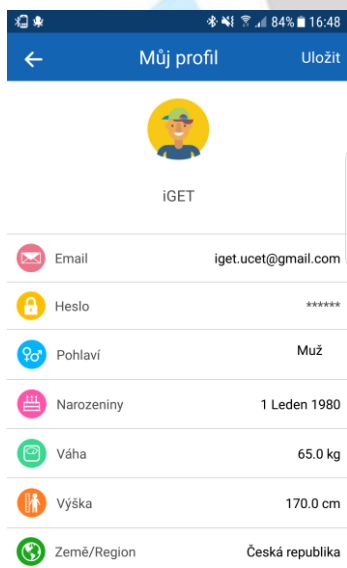 84% 16:48
Můj profil Uložit
iGET
Email iget.ucet@gmail.com
Heslo ******
Pohlaví Muž
Narozeniny 1 Leden 1980
Váha 65.0 kg
Výška 170.0 cm
Země/Region Česká republika